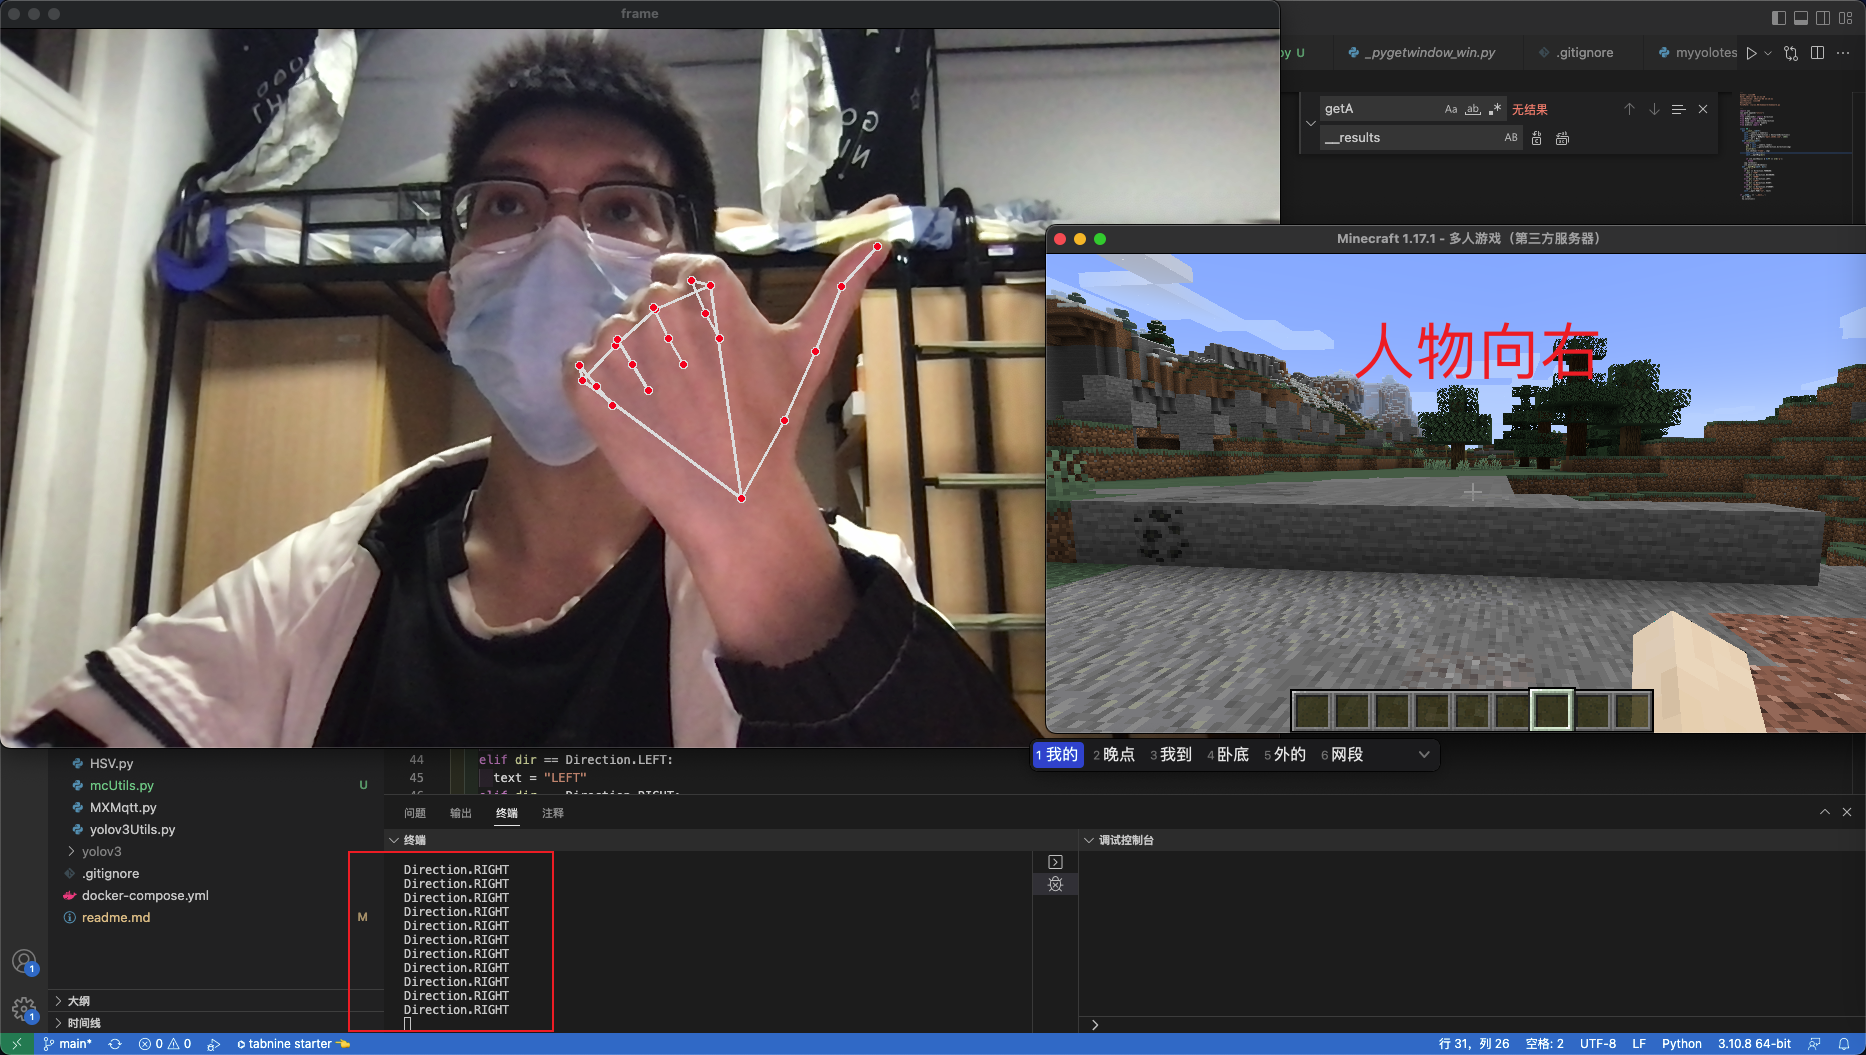 frame
py U
_pygetwindow_win.py
.gitignore
myyolotes
getA
Aa
ab
.*
无结果
__results
AB
Minecraft 1.17.1 - 多人游戏（第三方服务器）
人物向右
1 我的 2 晚点 3 我到 4 卧底 5 外的 6 网段
HSV.py
mcUtils.py U
MXMqtt.py
yolov3Utils.py
yolov3
.gitignore
docker-compose.yml
readme.md M
大纲
时间线
44 elif dir == Direction.LEFT:
45 text = "LEFT"
46 elif dir == Direction.RIGHT:
问题 输出 终端 注释
终端
调试控制台
Direction.RIGHT
Direction.RIGHT
Direction.RIGHT
Direction.RIGHT
Direction.RIGHT
Direction.RIGHT
Direction.RIGHT
Direction.RIGHT
Direction.RIGHT
Direction.RIGHT
Direction.RIGHT
1
1
main* 0 0 tabnine starter 行 31，列 26 空格: 2 UTF-8 LF Python 3.10.8 64-bit